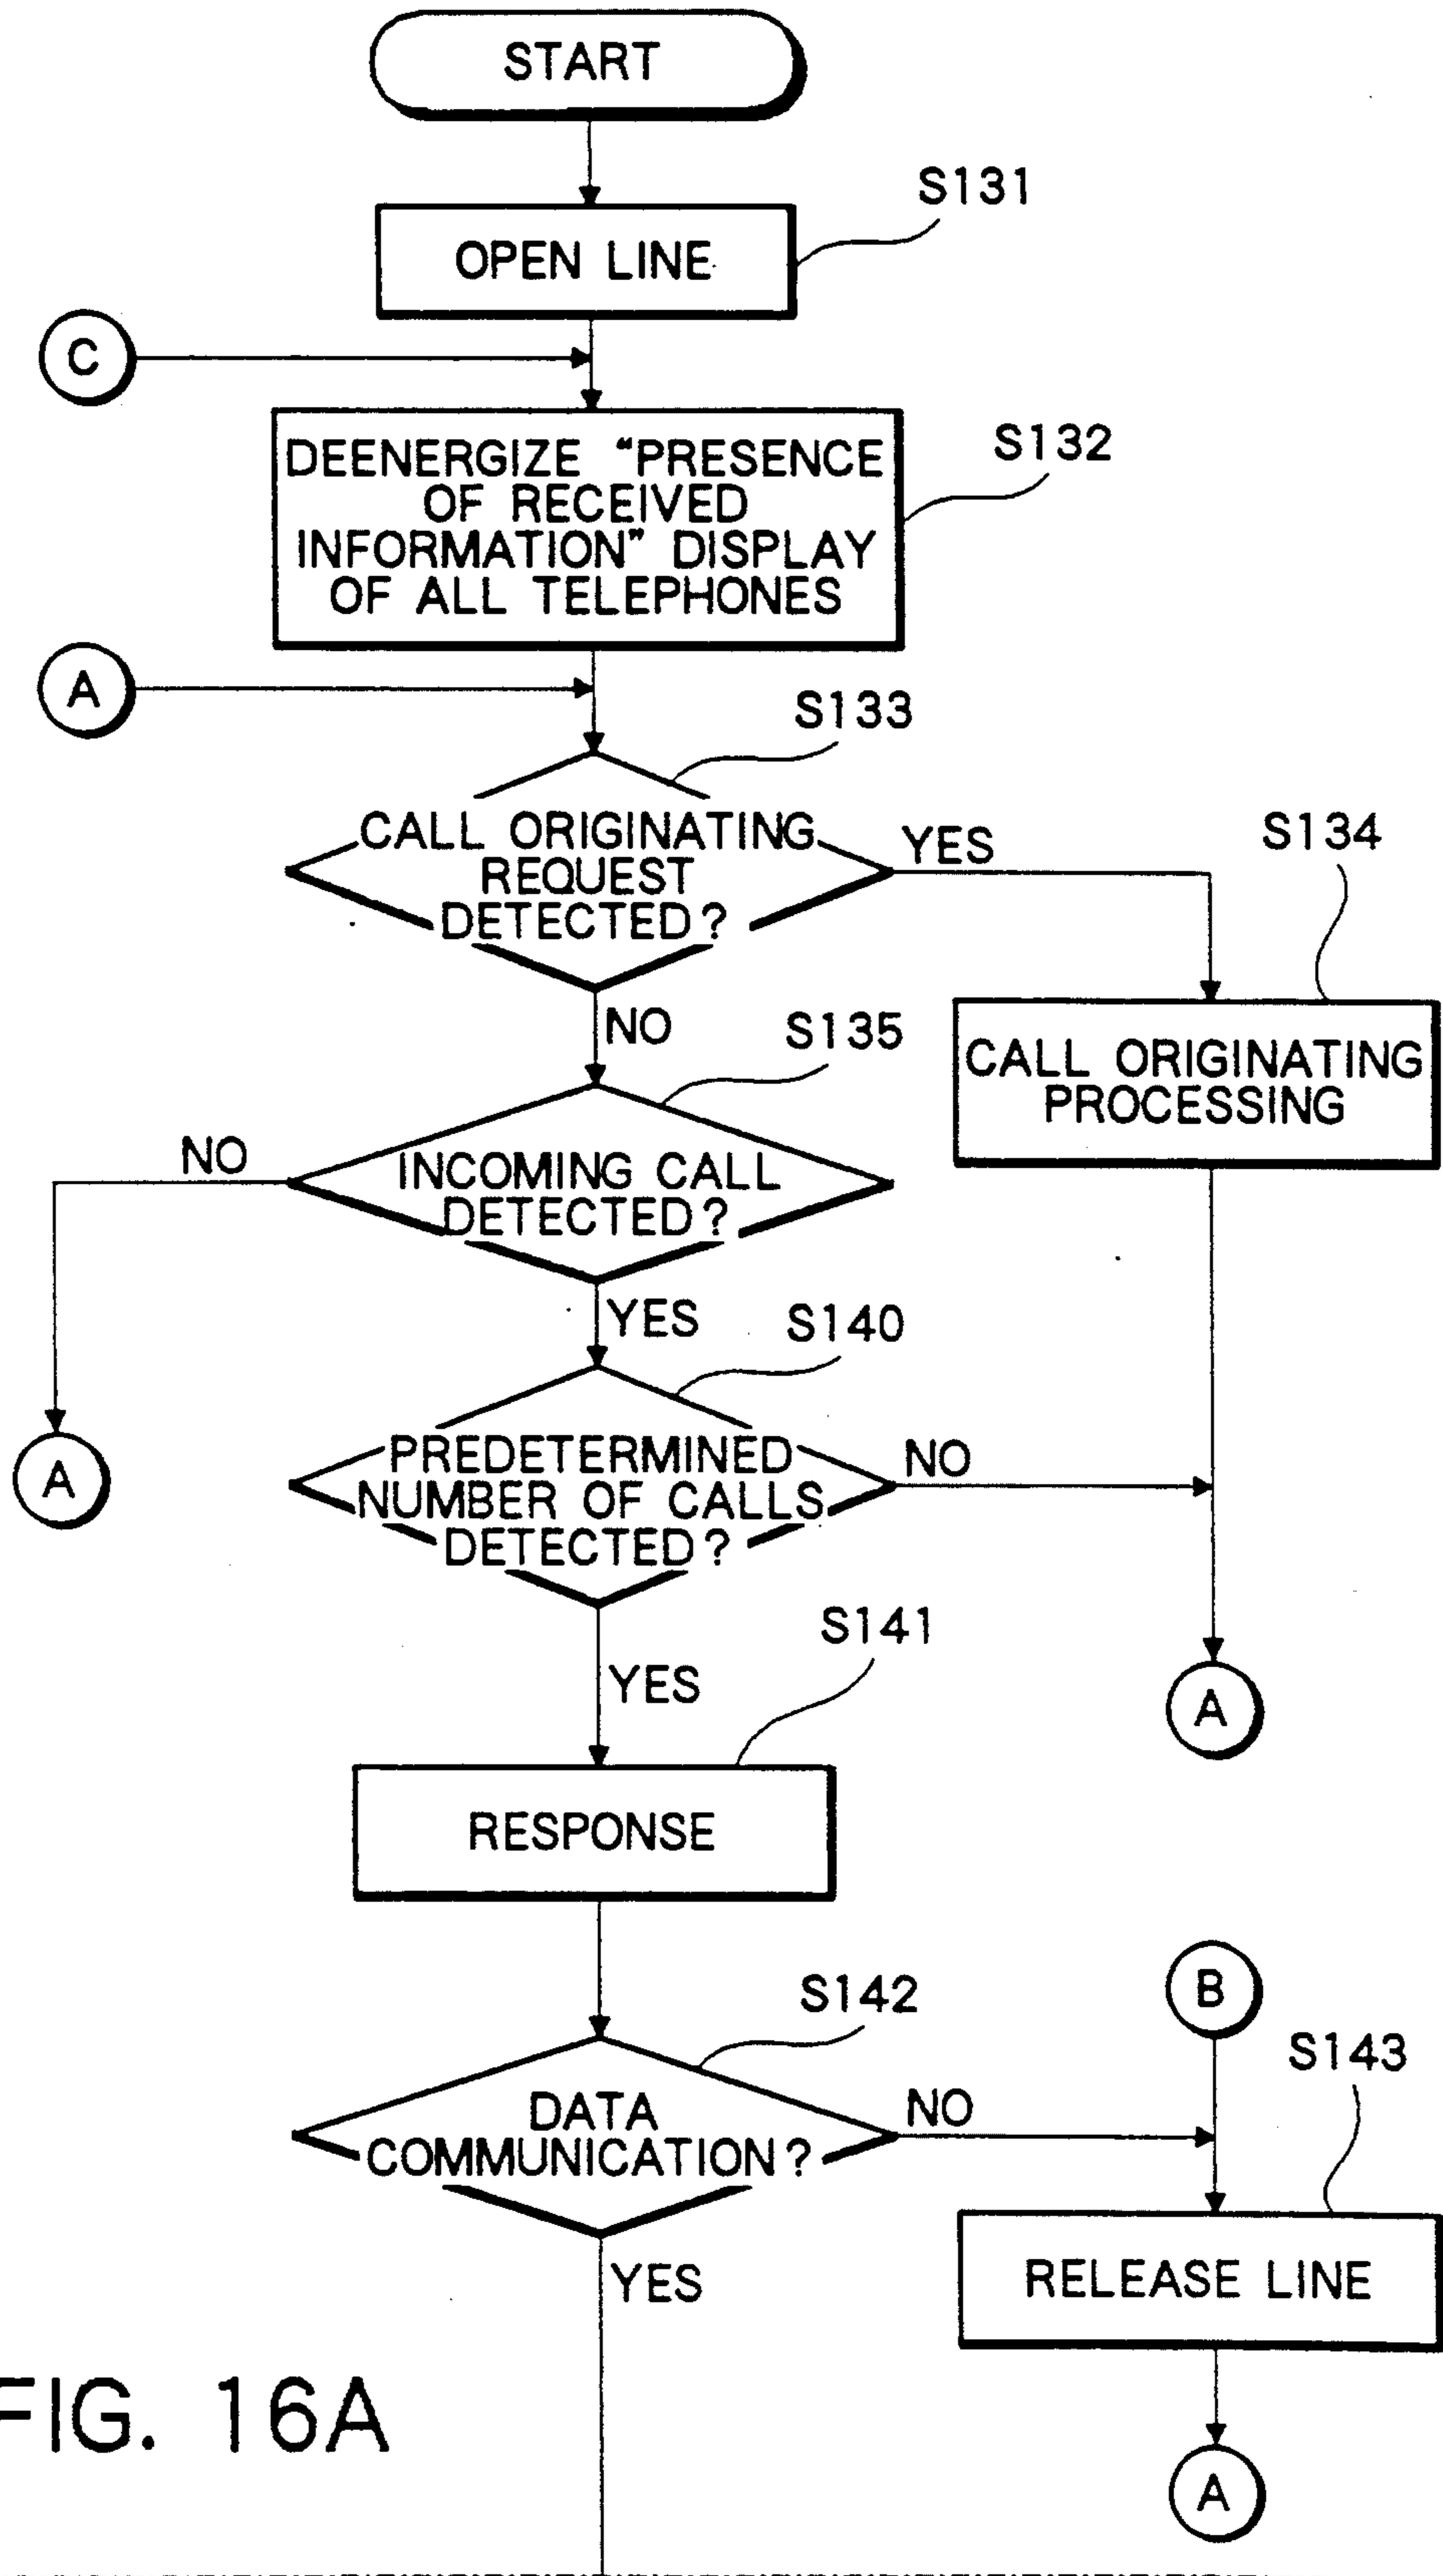 START
S131
OPEN LINE
C
S132
DEENERGIZE “PRESENCE
OF RECEIVED
INFORMATION” DISPLAY
OF ALL TELEPHONES
A
S133
CALL ORIGINATING
REQUEST
DETECTED?
YES
S134
NO
S135
CALL ORIGINATING
PROCESSING
NO
INCOMING CALL
DETECTED?
YES
S140
A
PREDETERMINED
NUMBER OF CALLS
DETECTED?
NO
S141
YES
A
RESPONSE
B
S142
S143
DATA
COMMUNICATION?
NO
YES
RELEASE LINE
FIG. 16A
A